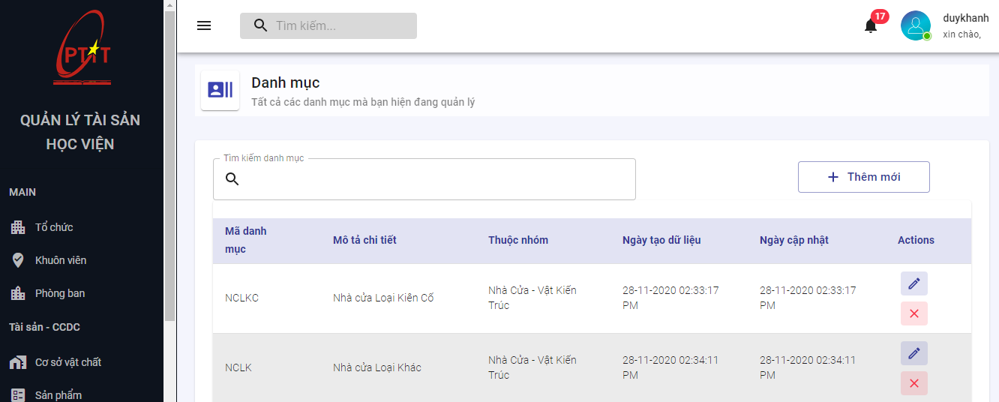 PTIT
QUẢN LÝ TÀI SẢN
HỌC VIỆN
MAIN
Tổ chức
Khuôn viên
Phòng ban
Tài sản - CCDC
Cơ sở vật chất
Sản phẩm
Tìm kiếm...
17
duykhanh
xin chào,
Danh mục
Tất cả các danh mục mà bạn hiện đang quản lý
Tìm kiếm danh mục
Thêm mới
Mã danh
mục
Mô tả chi tiết
Thuộc nhóm
Ngày tạo dữ liệu
Ngày cập nhật
Actions
NCLKC
Nhà cửa Loại Kiên Cố
Nhà Cửa - Vật Kiến
Trúc
28-11-2020 02:33:17
PM
28-11-2020 02:33:17
PM
NCLK
Nhà cửa Loại Khác
Nhà Cửa - Vật Kiến
Trúc
28-11-2020 02:34:11
PM
28-11-2020 02:34:11
PM